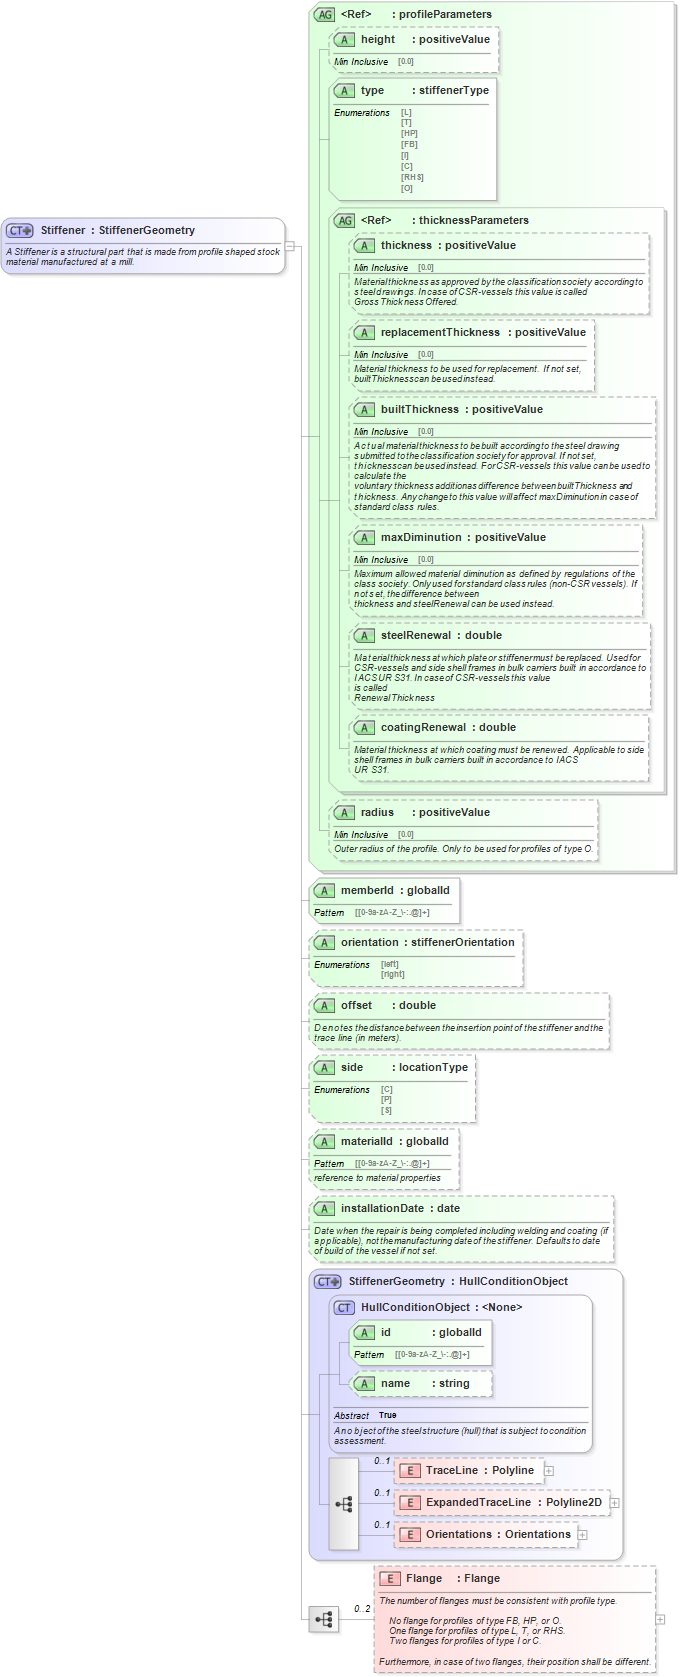 AG <Ref> : profileParameters
A height : positiveValue
Min Inclusive [0.0]
A type : stiffenerType
Enumerations [L]
[T]
[HP]
[FB]
[I]
[C]
[RHS]
[O]
AG <Ref> : thicknessParameters
CT Stiffener : StiffenerGeometry
A Stiffener is a structural part that is made from profile shaped stock
material manufactured at a mill.
A thickness : positiveValue
Min Inclusive [0.0]
Material thickness as approved by the classification society according to
steel drawings. In case of CSR-vessels this value is called
Gross Thickness Offered.
A replacementThickness : positiveValue
Min Inclusive [0.0]
Material thickness to be used for replacement. If not set,
builtThickness can be used instead.
A builtThickness : positiveValue
Min Inclusive [0.0]
Actual material thickness to be built according to the steel drawing
submitted to the classification society for approval. If not set,
thickness can be used instead. For CSR-vessels this value can be used to
calculate the
voluntary thickness addition as difference between builtThickness and
thickness. Any change to this value will affect maxDiminution in case of
standard class rules.
A maxDiminution : positiveValue
Min Inclusive [0.0]
Maximum allowed material diminution as defined by regulations of the
class society. Only used for standard class rules (non-CSR vessels). If
not set, the difference between
thickness and steelRenewal can be used instead.
A steelRenewal : double
Material thickness at which plate or stiffener must be replaced. Used for
CSR-vessels and side shell frames in bulk carriers built in accordance to
IACS UR S31. In case of CSR-vessels this value
is called
Renewal Thickness
A coatingRenewal : double
Material thickness at which coating must be renewed. Applicable to side
shell frames in bulk carriers built in accordance to IACS
UR S31.
A radius : positiveValue
Min Inclusive [0.0]
Outer radius of the profile. Only to be used for profiles of type O.
A memberId : globalId
Pattern [[0-9a-zA-Z_\-:.@]+]
A orientation : stiffenerOrientation
Enumerations [left]
[right]
A offset : double
Denotes the distance between the insertion point of the stiffener and the
trace line (in meters).
A side : locationType
Enumerations [C]
[P]
[S]
A materialId : globalId
Pattern [[0-9a-zA-Z_\-:.@]+]
reference to material properties
A installationDate : date
Date when the repair is being completed including welding and coating (if
applicable), not the manufacturing date of the stiffener. Defaults to date
of build of the vessel if not set.
CT StiffenerGeometry : HullConditionObject
CT HullConditionObject : <None>
A id : globalId
Pattern [[0-9a-zA-Z_\-:.@]+]
A name : string
Abstract True
An object of the steel structure (hull) that is subject to condition
assessment.
0..1 E TraceLine : Polyline
0..1 E ExpandedTraceLine : Polyline2D
0..1 E Orientations : Orientations
E Flange : Flange
The number of flanges must be consistent with profile type.
0..2
No flange for profiles of type FB, HP, or O.
One flange for profiles of type L, T, or RHS.
Two flanges for profiles of type I or C.
Furthermore, in case of two flanges, their position shall be different.